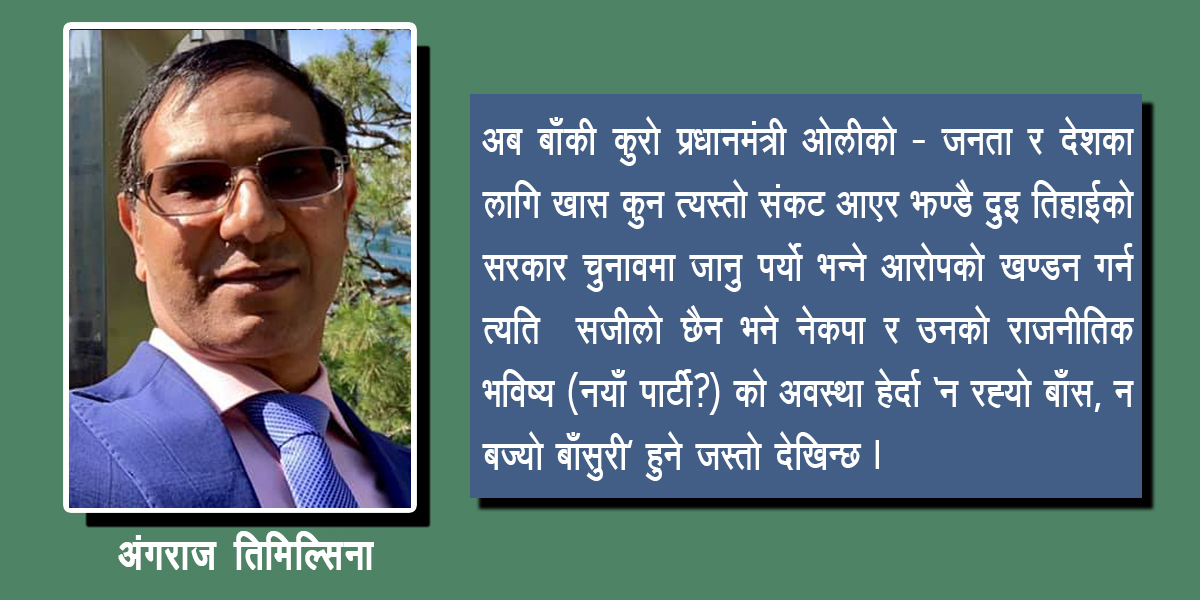 अब बाँकी कुरो प्रधानमंत्री ओलीको - जनता र देशका
लागि खास कुन त्यस्तो संकट आएर झण्डै दुइ तिहाईको
सरकार चुनावमा जानु पर्यो भन्ने आरोपको खण्डन गर्न
त्यति सजीलो छैन भने नेकपा र उनको राजनीतिक
भविष्य (नयाँ पार्टी?) को अवस्था हेर्दा 'न रह्यो बाँस, न
बज्यो बाँसुरी' हुने जस्तो देखिन्छ ।
अंगराज तिमिल्सिना